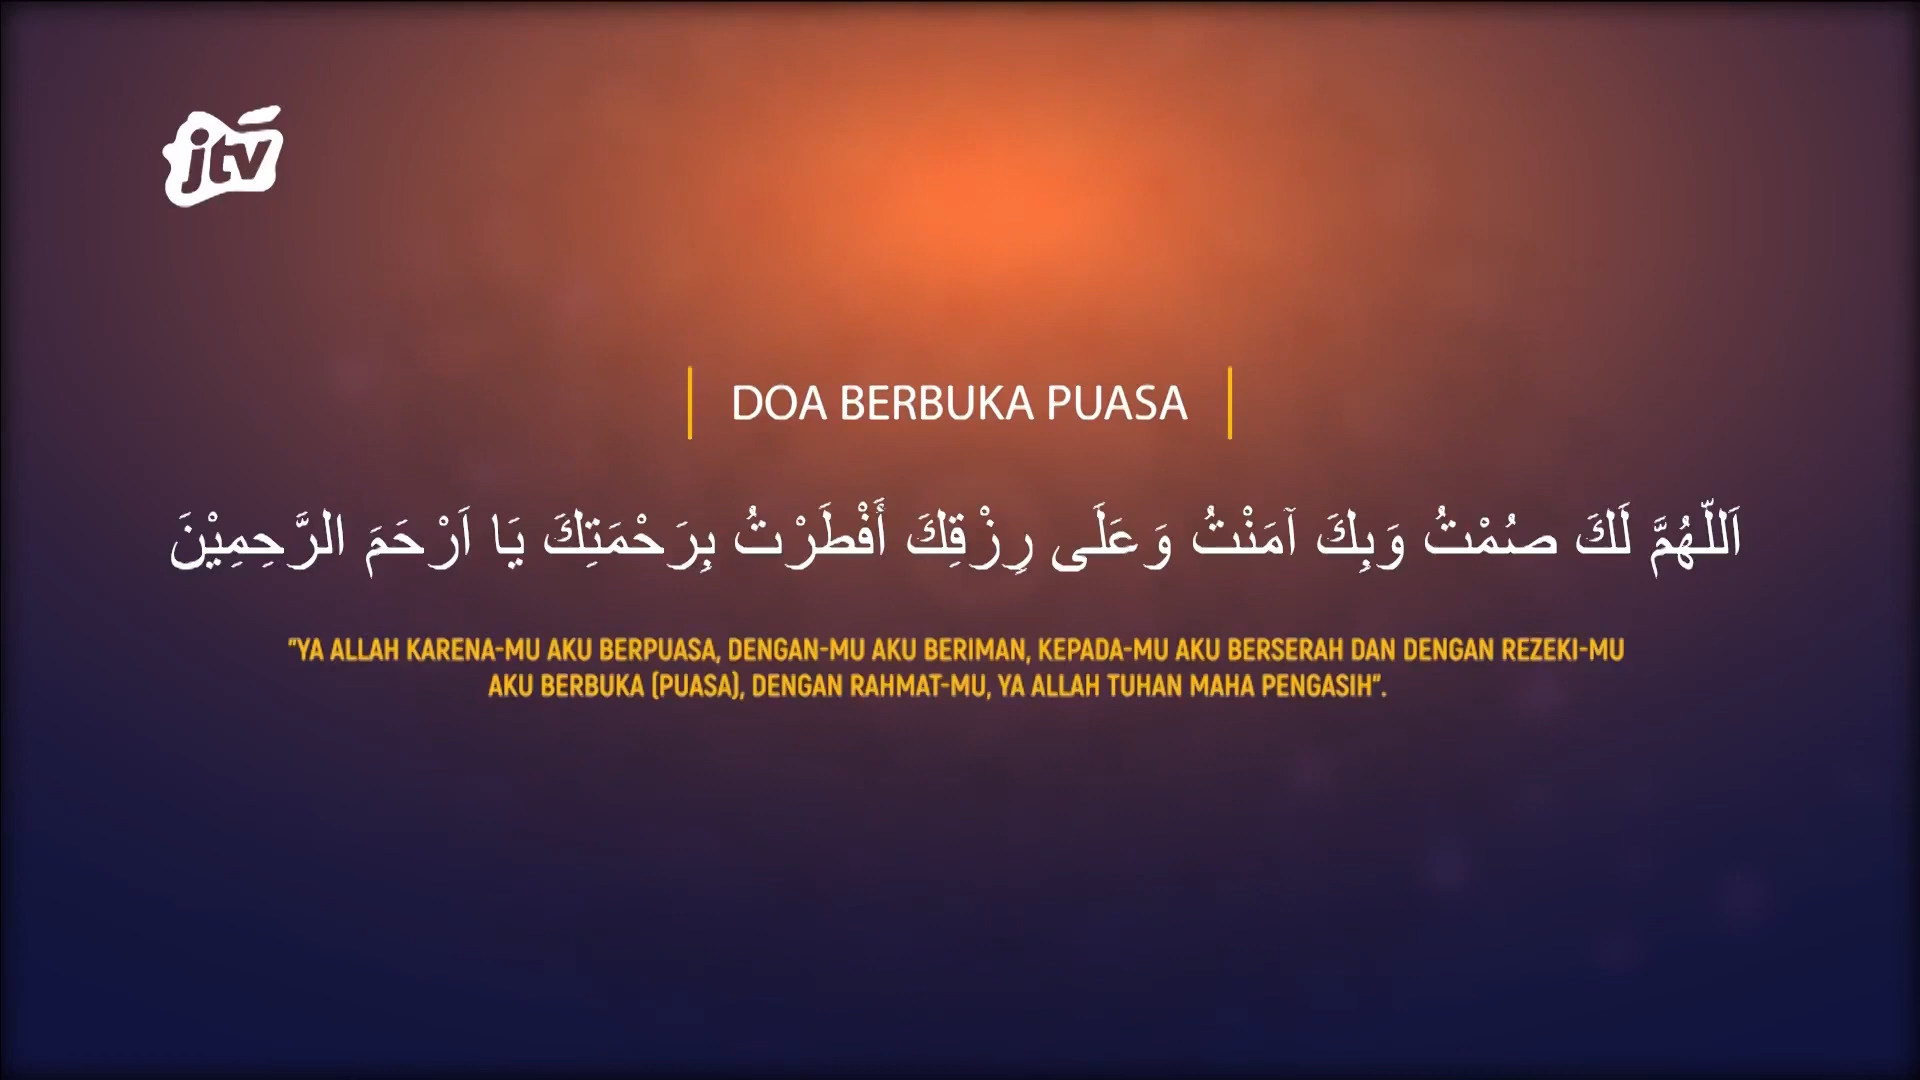 jtv
DOA BERBUKA PUASA
اَللّٰهُمَّ لَكَ صُمْتُ وَبِكَ آمَنْتُ وَعَلَى رِزْقِكَ أَفْطَرْتُ بِرَحْمَتِكَ يَا اَرْحَمَ الرَّحِمِيْنَ
"YA ALLAH KARENA-MU AKU BERPUASA, DENGAN-MU AKU BERIMAN, KEPADA-MU AKU BERSERAH DAN DENGAN REZEKI-MU
AKU BERBUKA (PUASA), DENGAN RAHMAT-MU, YA ALLAH TUHAN MAHA PENGASIH".